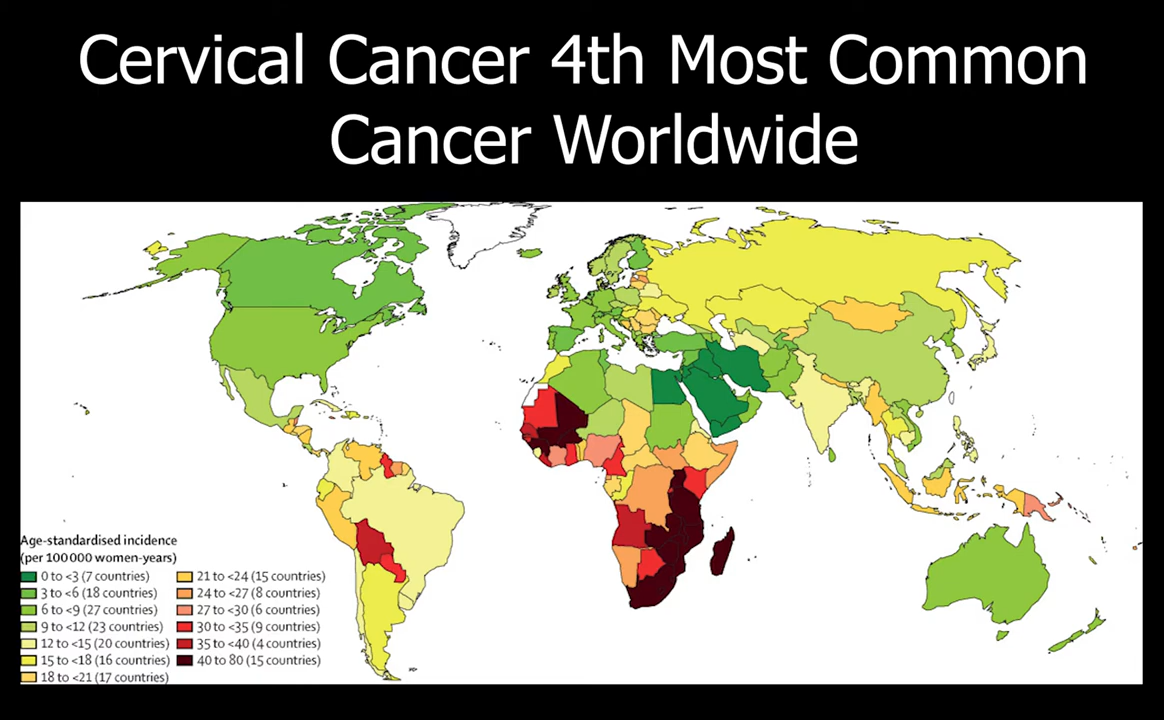 Cervical Cancer 4th Most Common
Cancer Worldwide
Age-standardised incidence
(per 100 000 women-years)
0 to <3 (7 countries)
3 to <6 (18 countries)
6 to <9 (27 countries)
9 to <12 (23 countries)
12 to <15 (20 countries)
15 to <18 (16 countries)
18 to <21 (17 countries)
21 to <24 (15 countries)
24 to <27 (8 countries)
27 to <30 (6 countries)
30 to <35 (9 countries)
35 to <40 (4 countries)
40 to 80 (15 countries)